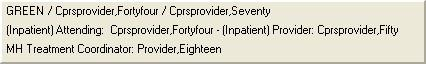 GREEN / Cprsprovider,Fortyfour / Cprsprovider,Seventy
(Inpatient) Attending:  Cprsprovider,Fortyfour - (Inpatient) Provider: Cprsprovider,Fifty
MH Treatment Coordinator: Provider,Eighteen